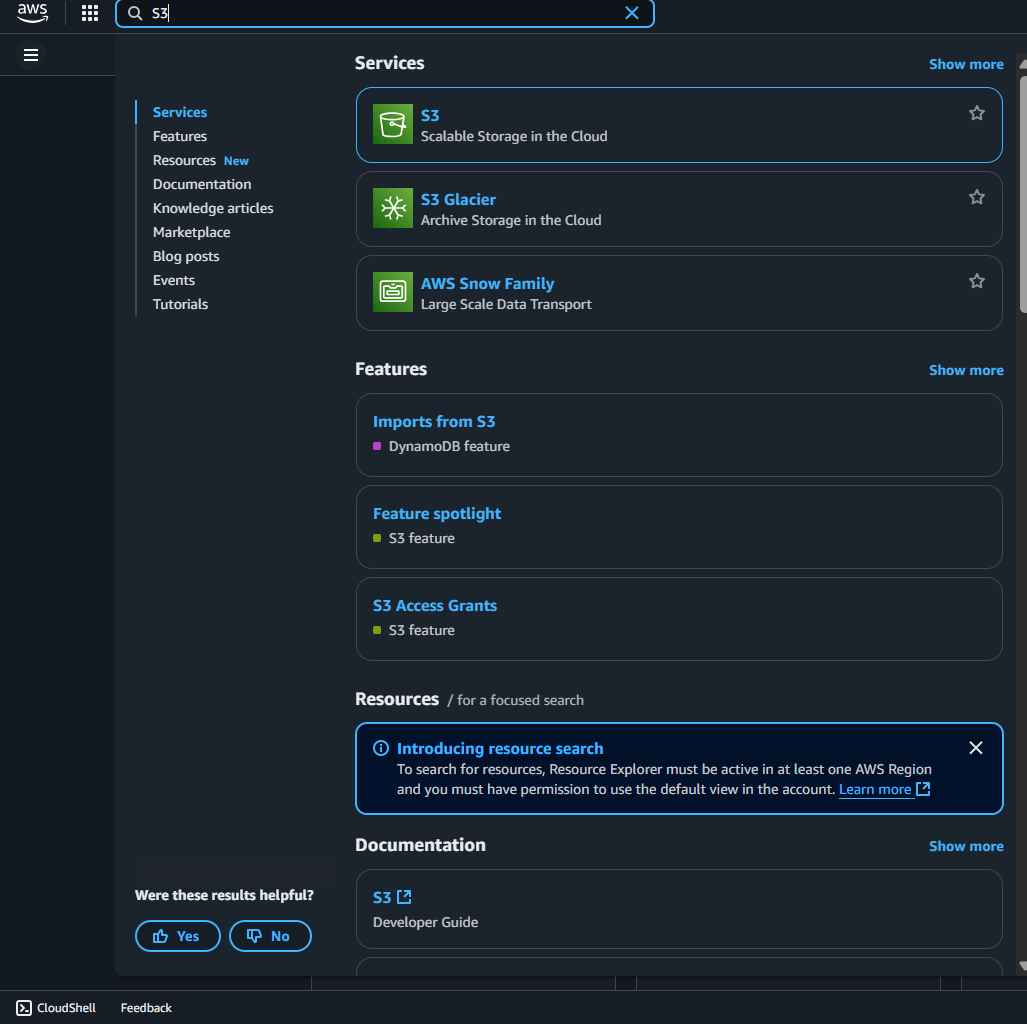 aws
S3
Services
Features
Resources New
Documentation
Knowledge articles
Marketplace
Blog posts
Events
Tutorials
Services
Show more
S3
Scalable Storage in the Cloud
S3 Glacier
Archive Storage in the Cloud
AWS Snow Family
Large Scale Data Transport
Features
Show more
Imports from S3
DynamoDB feature
Feature spotlight
S3 feature
S3 Access Grants
S3 feature
Resources / for a focused search
Introducing resource search
To search for resources, Resource Explorer must be active in at least one AWS Region
and you must have permission to use the default view in the account. Learn more
Documentation
Show more
S3
Developer Guide
Were these results helpful?
Yes
No
CloudShell
Feedback